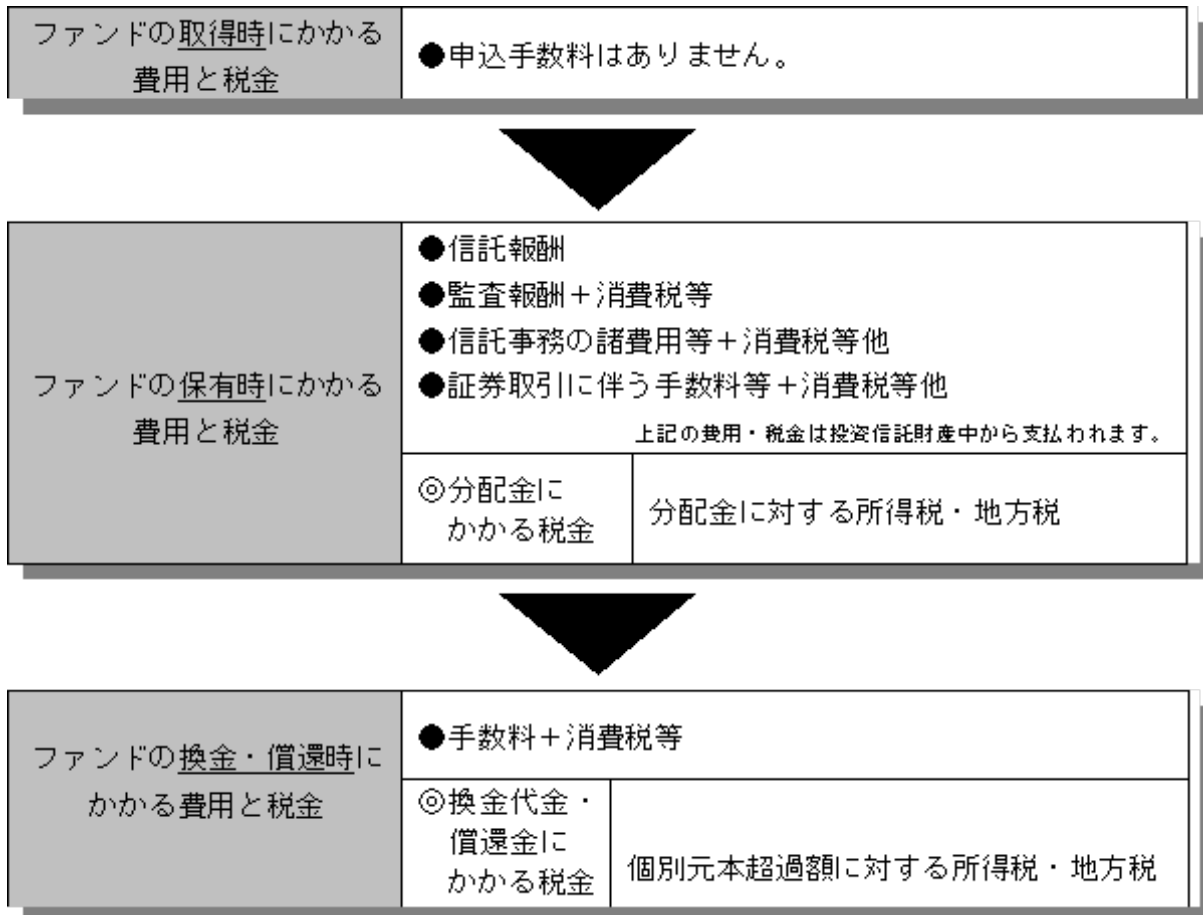 ファンドの取得時にかかる
費用と税金
●申込手数料はありません。
ファンドの保有時にかかる
費用と税金
●信託報酬
●監査報酬＋消費税等
●信託事務の諸費用等＋消費税等他
●証券取引に伴う手数料等＋消費税等他
上記の費用・税金は投資信託財産中から支払われます。
◎分配金に
かかる税金
分配金に対する所得税・地方税
ファンドの換金・償還時に
かかる費用と税金
●手数料＋消費税等
◎換金代金・
償還金に
かかる税金
個別元本超過額に対する所得税・地方税